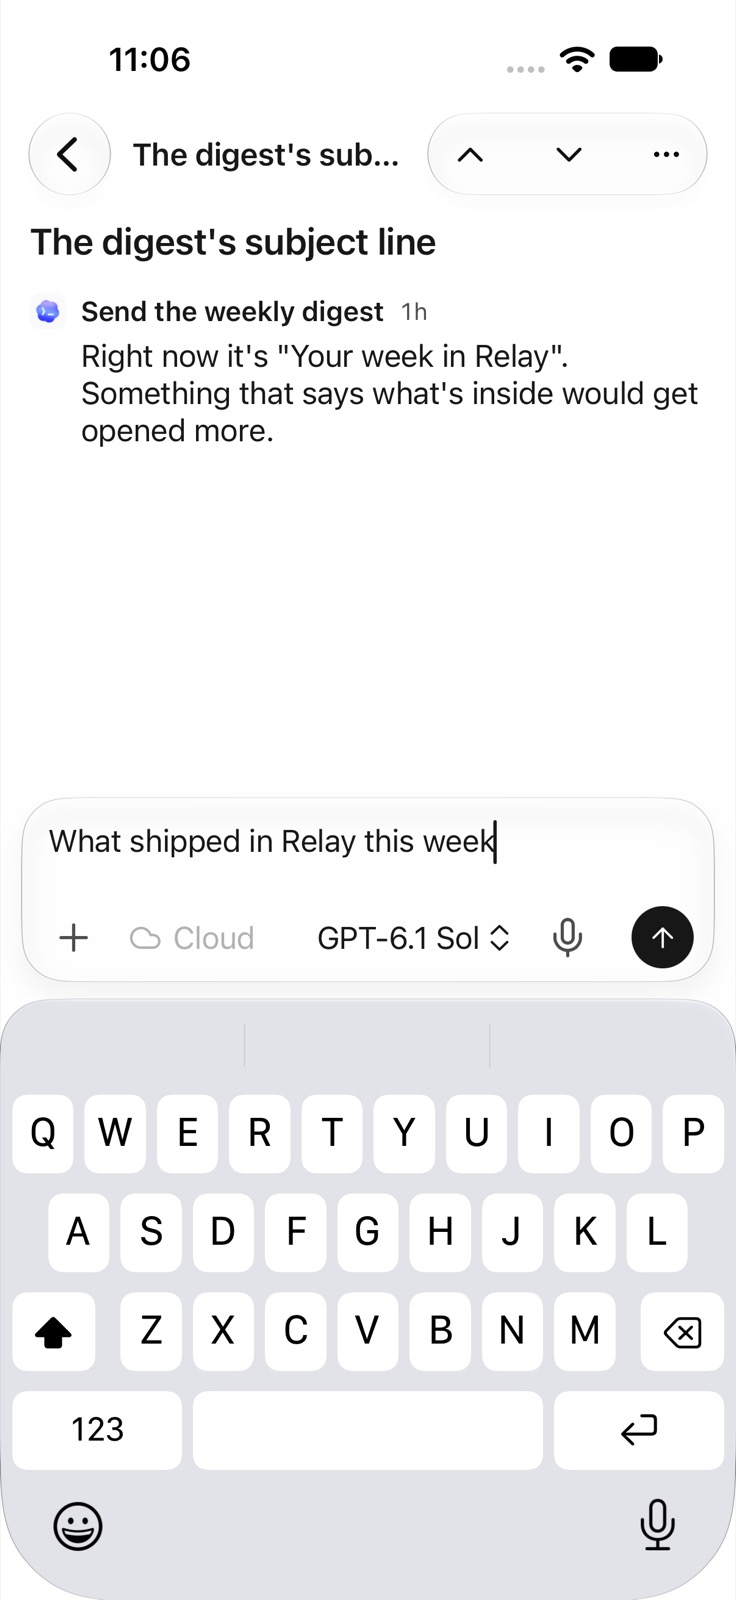 11:06
The digest's sub...
The digest's subject line
Send the weekly digest 1h
Right now it's "Your week in Relay".
Something that says what's inside would get
opened more.
What shipped in Relay this week
Cloud GPT-6.1 Sol
Q W E R T Y U I O P
A S D F G H J K L
Z X C V B N M
123